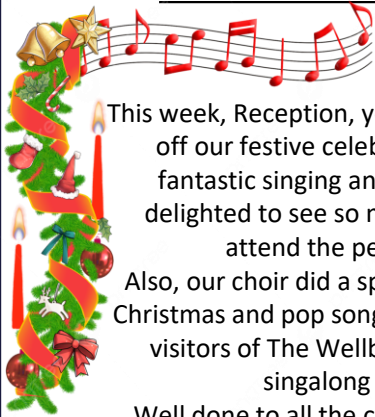 This week, Reception, y
off our festive celeb
fantastic singing an
delighted to see so
attend the pe
Also, our choir did a sp
Christmas and pop song
visitors of The Wellb
singalong
Well done to all the c